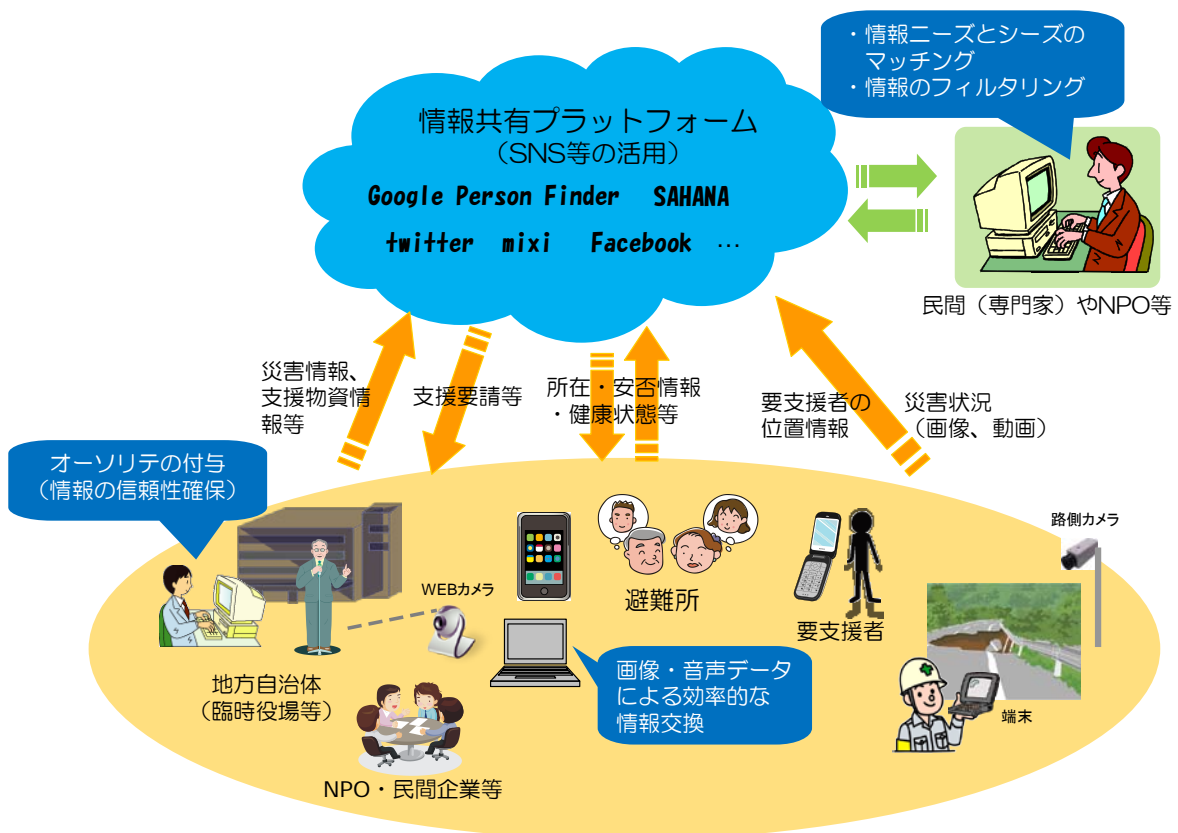 ・情報ニーズとシーズの
マッチング
・情報のフィルタリング
情報共有プラットフォーム
（SNS等の活用）
Google Person Finder SAHANA
twitter mixi Facebook …
民間（専門家）やNPO等
災害情報、
支援物資情
報等
支援要請等
所在・安否情報
・健康状態等
要支援者の
位置情報
災害状況
（画像、動画）
オーソリテの付与
（情報の信頼性確保）
路側カメラ
WEBカメラ
避難所
要支援者
画像・音声データ
による効率的な
情報交換
地方自治体
（臨時役場等）
端末
NPO・民間企業等